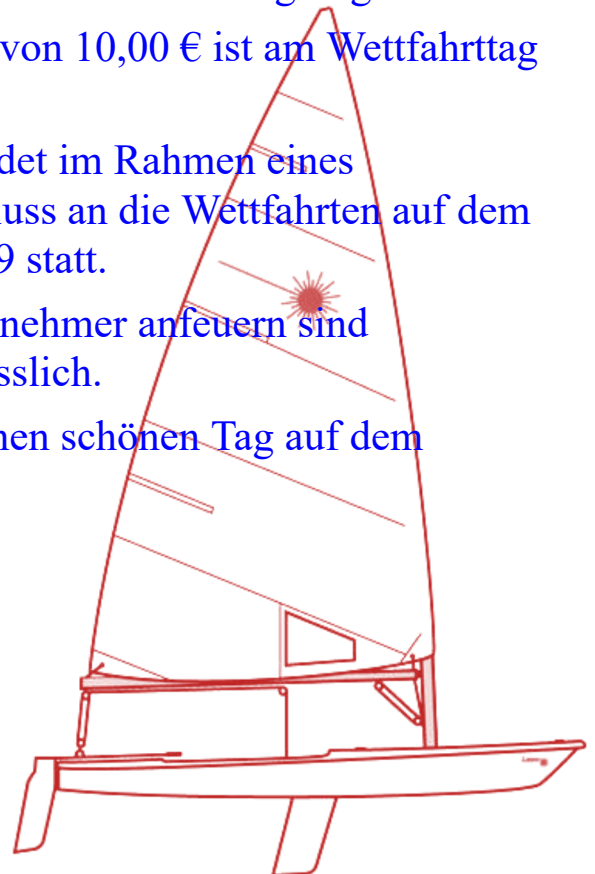 von 10,00 € ist am Wettfahrttag
det im Rahmen eines
uss an die Wettfahrten auf dem
9 statt.
nehmer anfeuern sind
sslich.
nen schönen Tag auf dem